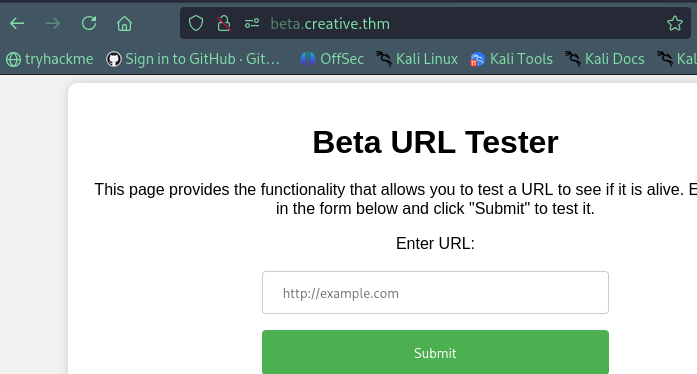 beta.creative.thm
tryhackme Sign in to GitHub · Git… OffSec Kali Linux Kali Tools Kali Docs Kal
Beta URL Tester
This page provides the functionality that allows you to test a URL to see if it is alive. E
in the form below and click "Submit" to test it.
Enter URL:
http://example.com
Submit